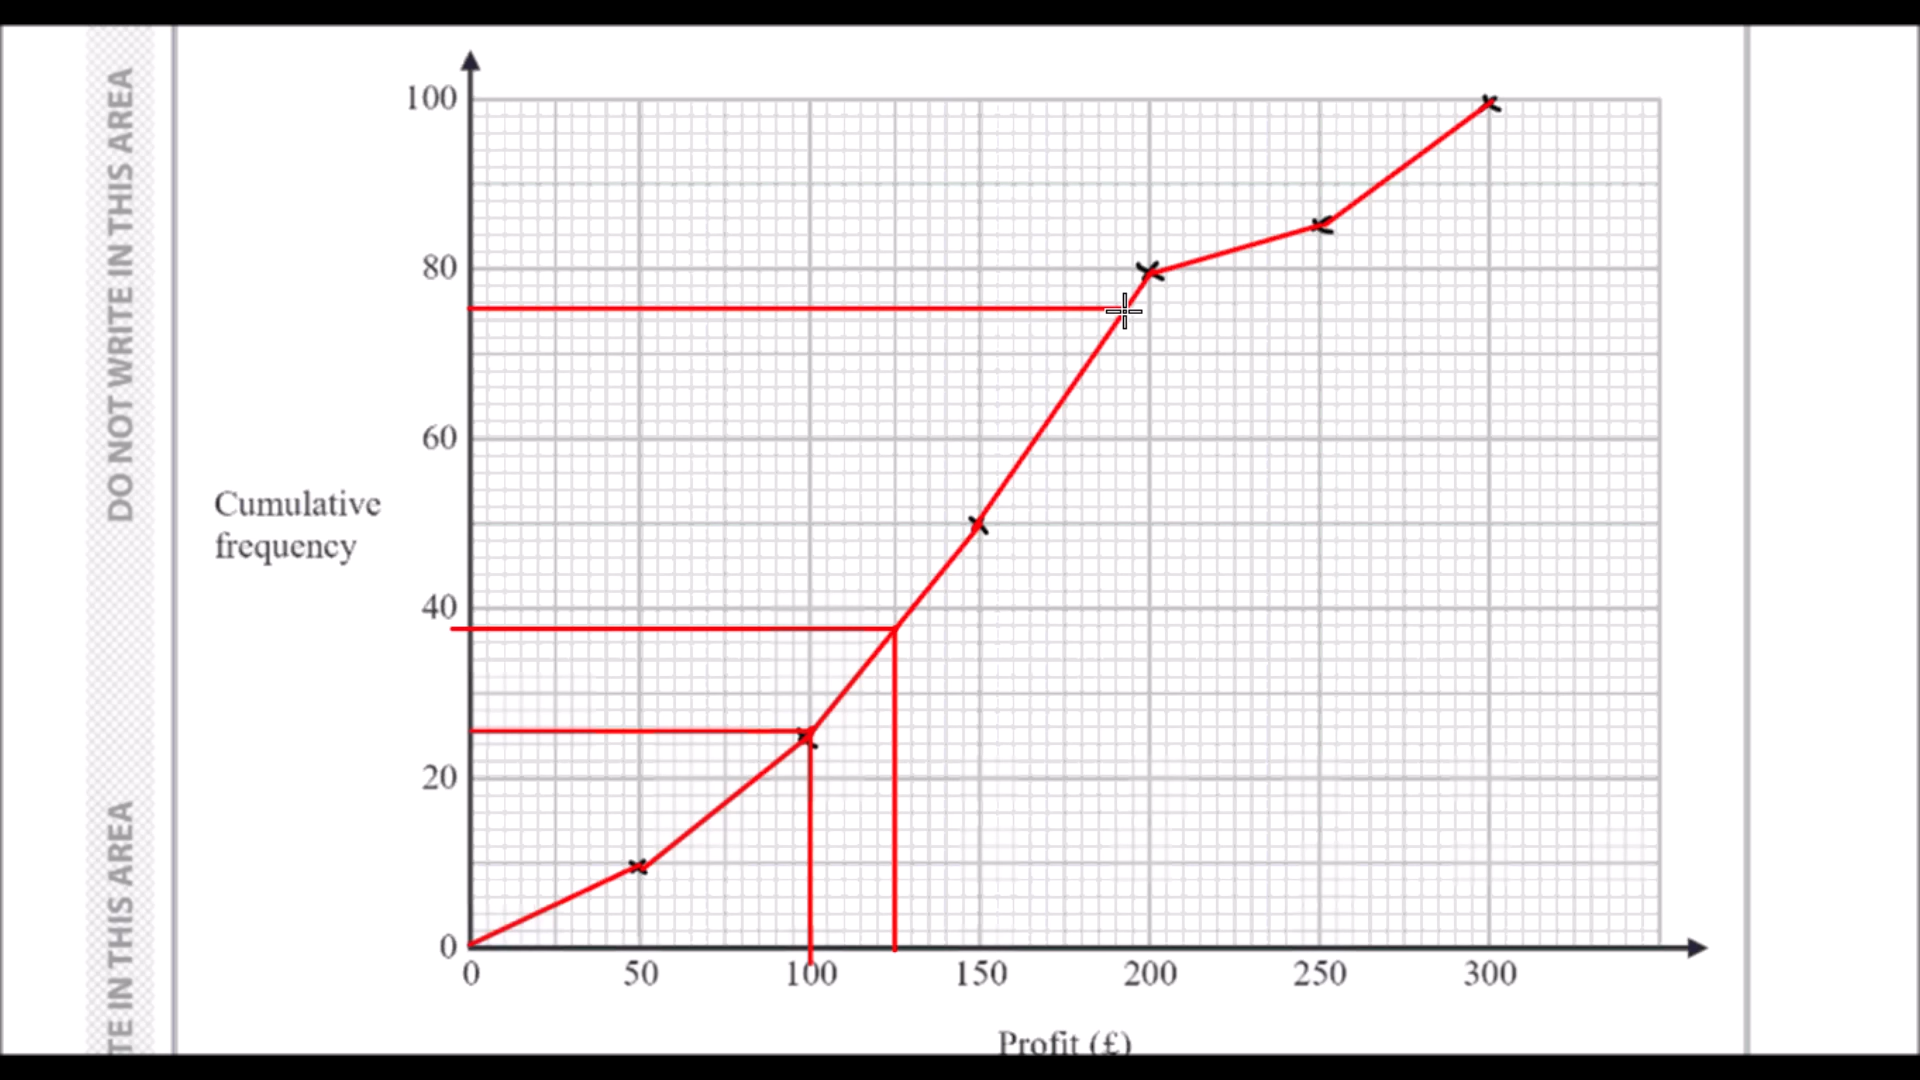 DO NOT WRITE IN THIS AREA
TE IN THIS AREA
Cumulative
frequency
100
80
60
40
20
0
0 50 100 150 200 250 300
Profit (£)